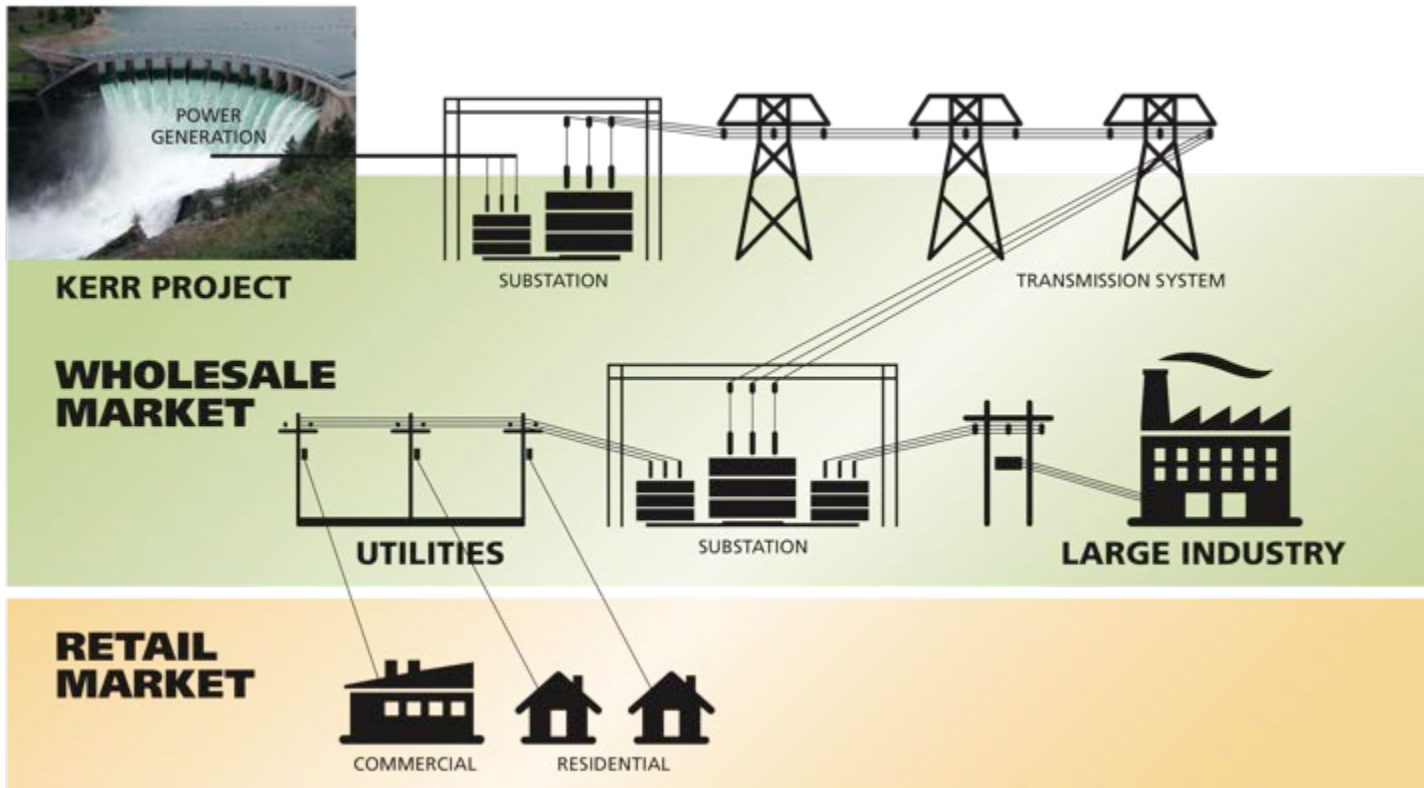 POWER
GENERATION
KERR PROJECT
SUBSTATION
TRANSMISSION SYSTEM
WHOLESALE
MARKET
UTILITIES
SUBSTATION
LARGE INDUSTRY
RETAIL
MARKET
COMMERCIAL
RESIDENTIAL